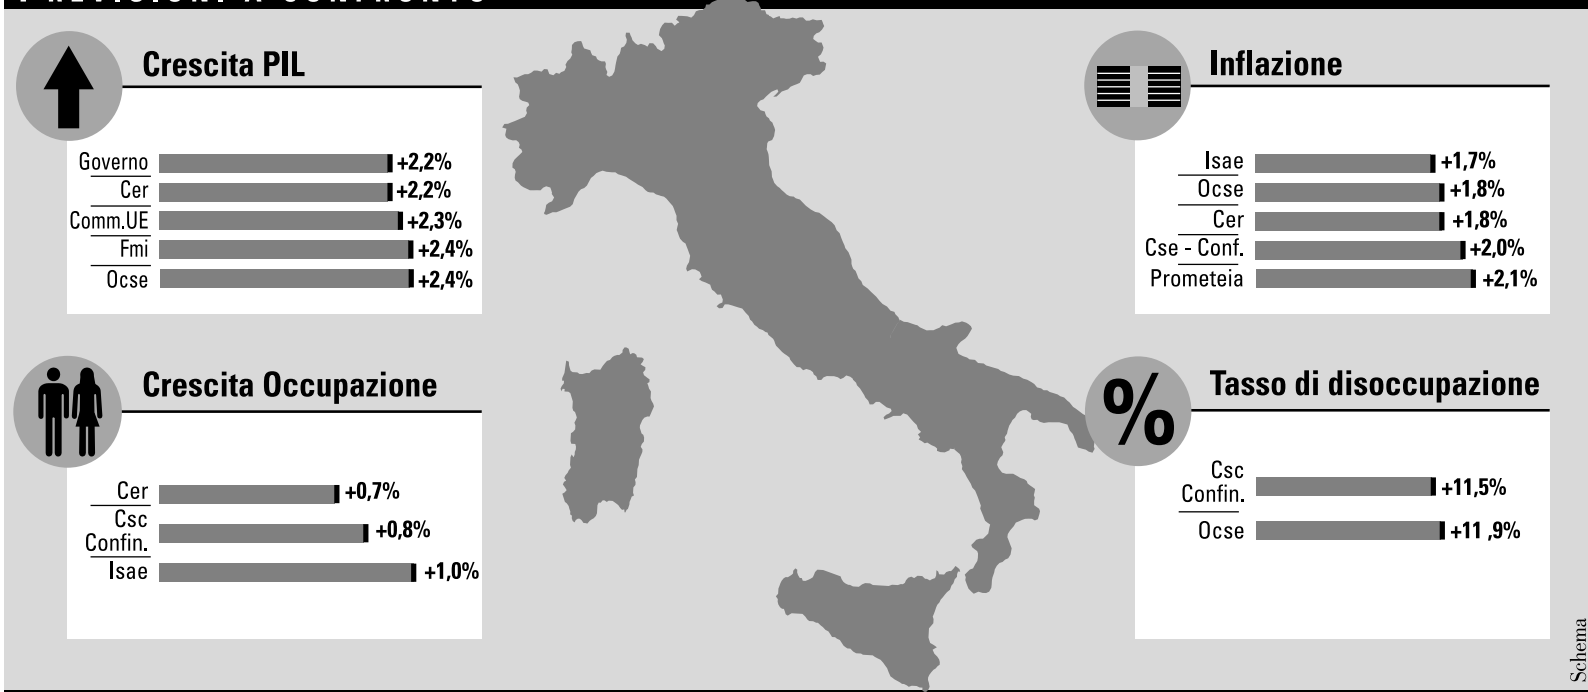 PREVISIONI A CONFRONTO
Crescita PIL
Governo +2,2%
Cer +2,2%
Comm.UE +2,3%
Fmi +2,4%
Ocse +2,4%
Inflazione
Isae +1,7%
Ocse +1,8%
Cer +1,8%
Cse - Conf. +2,0%
Prometeia +2,1%
Crescita Occupazione
Cer +0,7%
Csc
Confin. +0,8%
Isae +1,0%
%
Tasso di disoccupazione
Csc
Confin. +11,5%
Ocse +11 ,9%
Schema